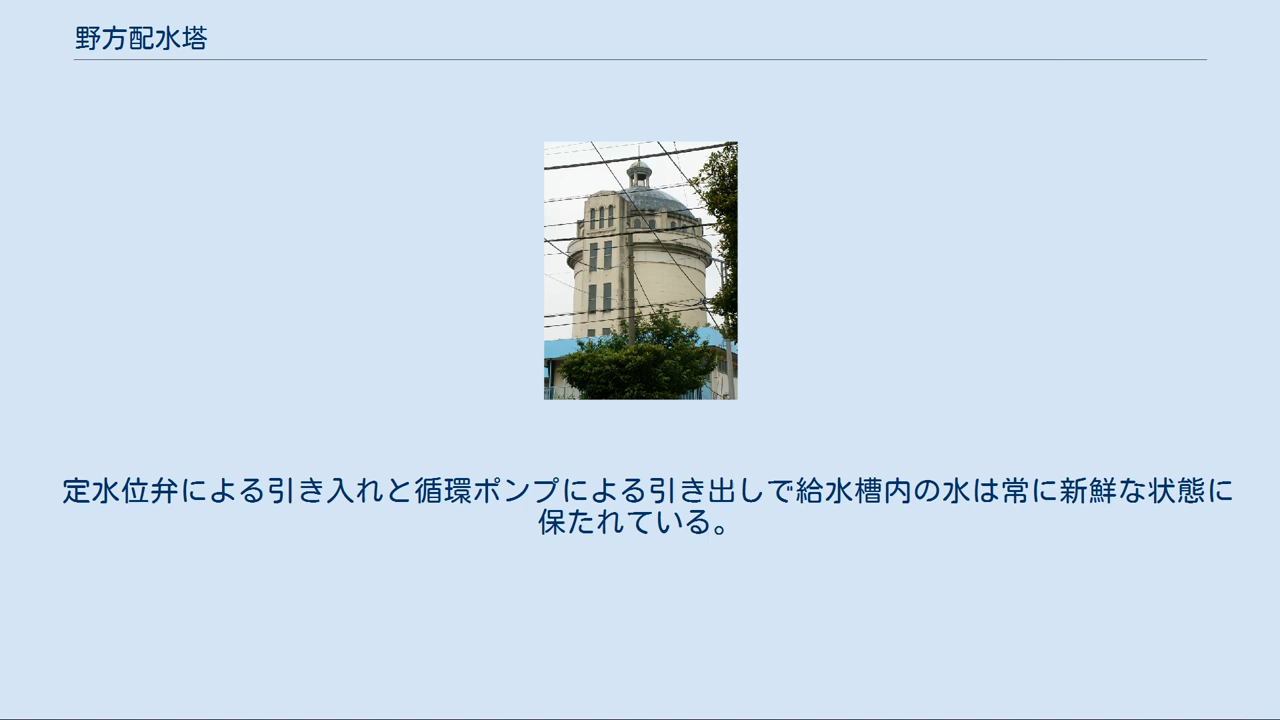 野方配水塔
定水位弁による引き入れと循環ポンプによる引き出しで給水槽内の水は常に新鮮な状態に
保たれている。